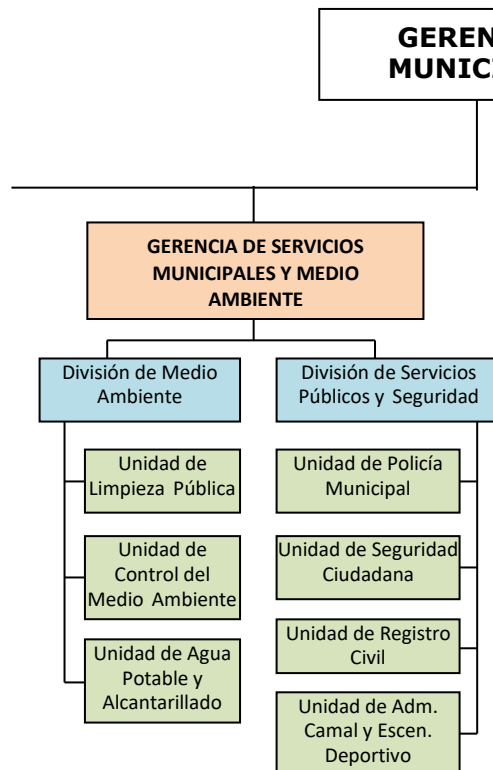 GEREN
MUNICI
GERENCIA DE SERVICIOS
MUNICIPALES Y MEDIO
AMBIENTE
División de Medio
Ambiente
División de Servicios
Públicos y Seguridad
Unidad de
Limpieza Pública
Unidad de
Control del
Medio Ambiente
Unidad de Agua
Potable y
Alcantarillado
Unidad de Policía
Municipal
Unidad de Seguridad
Ciudadana
Unidad de Registro
Civil
Unidad de Adm.
Camal y Escen.
Deportivo